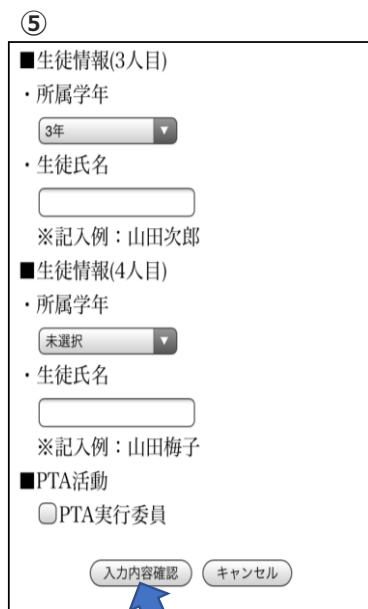 ⑤
■生徒情報(3人目)
・所属学年
3年
・生徒氏名
※記入例：山田次郎
■生徒情報(4人目)
・所属学年
未選択
・生徒氏名
※記入例：山田梅子
■PTA活動
PTA実行委員
入力内容確認 キャンセル